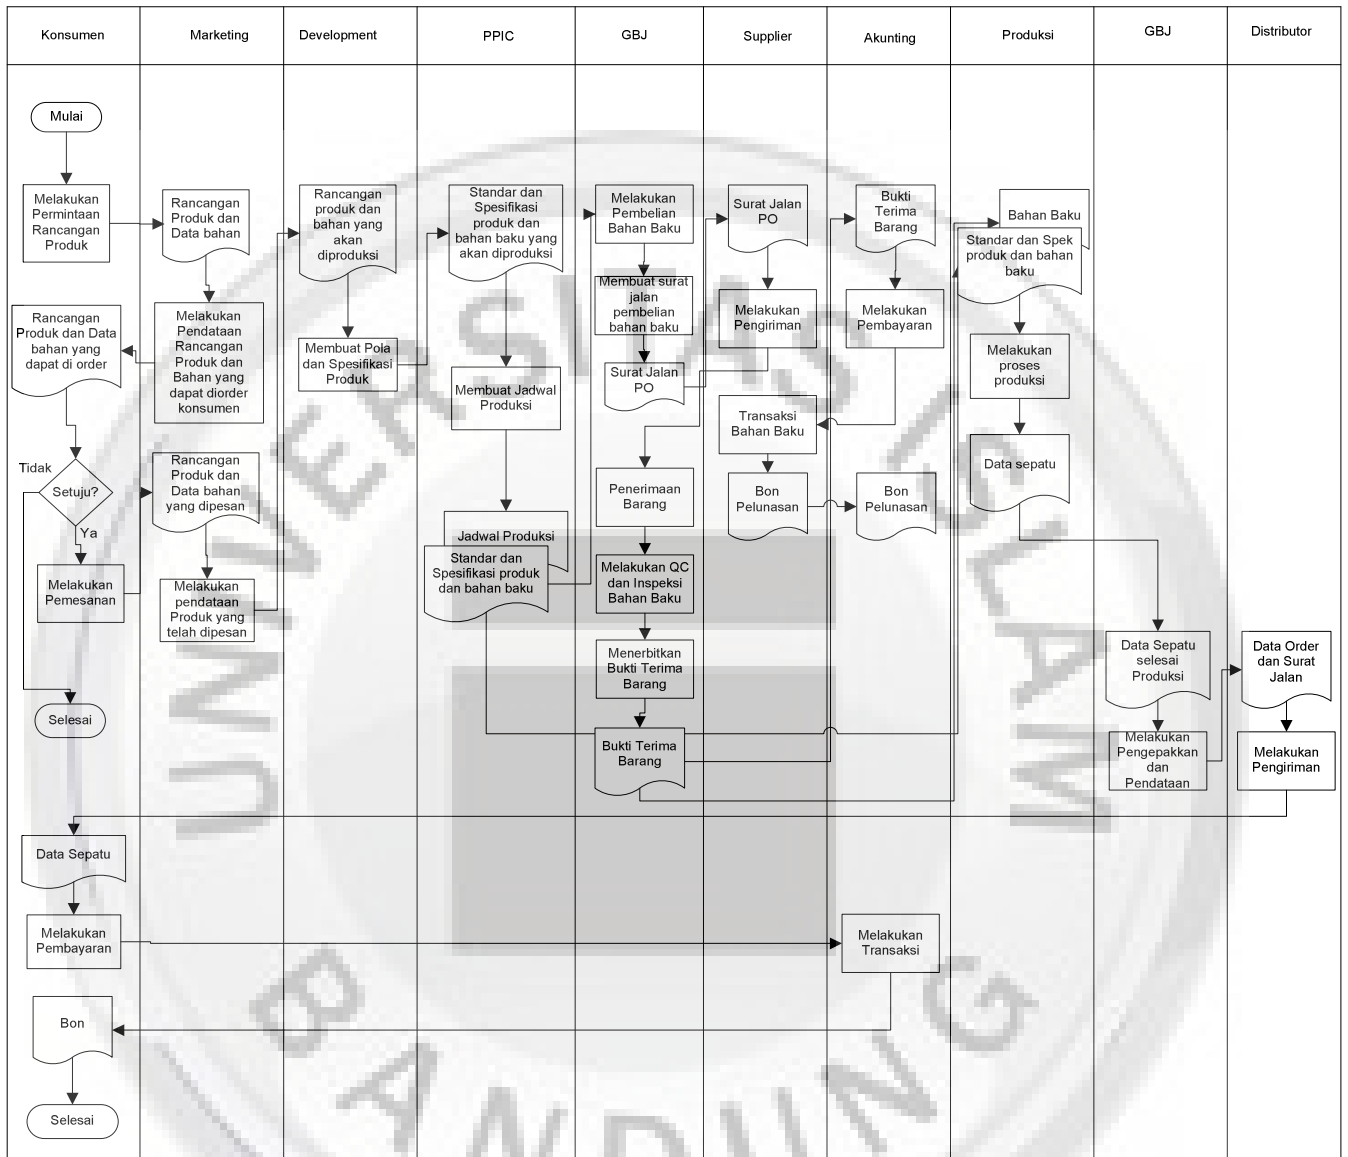 Konsumen
Marketing
Development
PPIC
GBJ
Supplier
Akunting
Produksi
GBJ
Distributor
Mulai
Melakukan
Permintaan
Rancangan
Produk
Rancangan
Produk dan
Data bahan
Rancangan
produk dan
bahan yang
akan
diproduksi
Standar dan
Spesifikasi
produk dan
bahan baku yang
akan diproduksi
Melakukan
Pembelian
Bahan Baku
Surat Jalan
PO
Bukti
Terima
Barang
Bahan Baku
Standar dan Spek
produk dan bahan
baku
Rancangan
Produk dan Data
bahan yang
dapat di order
Melakukan
Pendataan
Rancangan
Produk dan
Bahan yang
dapat diorder
konsumen
Membuat Pola
dan Spesifikasi
Produk
Membuat Jadwal
Produksi
Membuat surat
jalan
pembelian
bahan baku
Surat Jalan
PO
Melakukan
Pengiriman
Melakukan
Pembayaran
Melakukan
proses
produksi
Transaksi
Bahan Baku
Data sepatu
Tidak
Setuju?
Ya
Rancangan
Produk dan
Data bahan
yang dipesan
Penerimaan
Barang
Bon
Pelunasan
Bon
Pelunasan
Jadwal Produksi
Standar dan
Spesifikasi produk
dan bahan baku
Melakukan
Pemesanan
Melakukan
pendataan
Produk yang
telah dipesan
Melakukan QC
dan Inspeksi
Bahan Baku
Menerbitkan
Bukti Terima
Barang
Data Sepatu
selesai
Produksi
Data Order
dan Surat
Jalan
Selesai
Bukti Terima
Barang
Melakukan
Pengepakkan
dan
Pendataan
Melakukan
Pengiriman
Data Sepatu
Melakukan
Pembayaran
Melakukan
Transaksi
Bon
Selesai
UNIVERSITAS ISLAM
BANDUNG